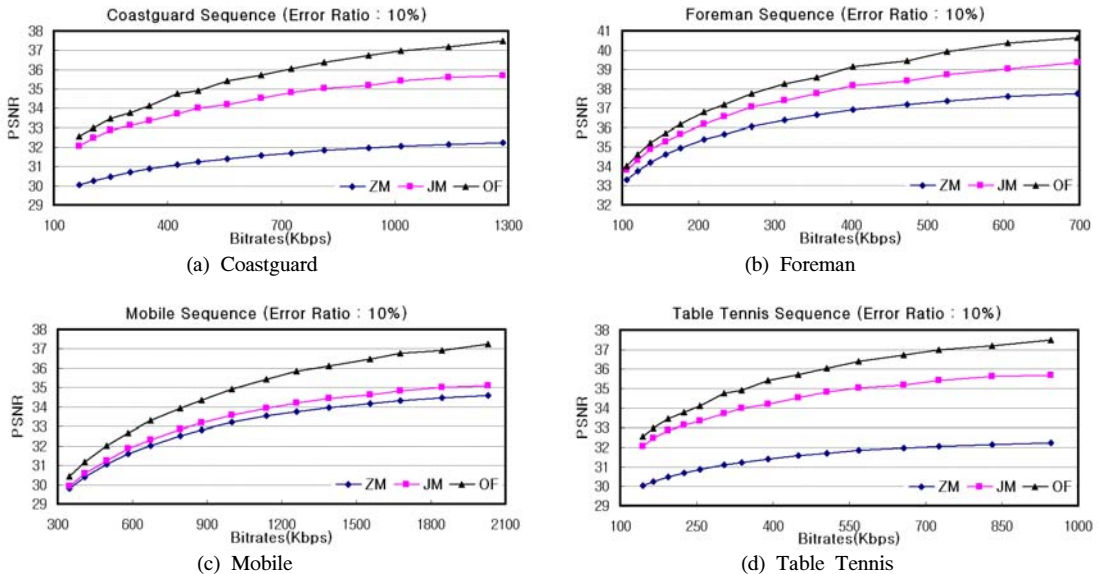 Coastguard Sequence (Error Ratio : 10%)
38
37
36
35
34
33
32
31
30
29
PSNR
ZM JM OF
100 400 700 1000 1300
Bitrates(Kbps)
(a) Coastguard
Foreman Sequence (Error Ratio : 10%)
41
40
39
38
37
36
35
34
33
32
PSNR
ZM JM OF
100 200 300 400 500 600 700
Bitrates(Kbps)
(b) Foreman
Mobile Sequence (Error Ratio : 10%)
38
37
36
35
34
33
32
31
30
29
PSNR
ZM JM OF
300 600 900 1200 1500 1800 2100
Bitrates(Kbps)
(c) Mobile
Table Tennis Sequence (Error Ratio : 10%)
38
37
36
35
34
33
32
31
30
29
PSNR
ZM JM OF
100 250 400 550 700 850 1000
Bitrates(Kbps)
(d) Table Tennis